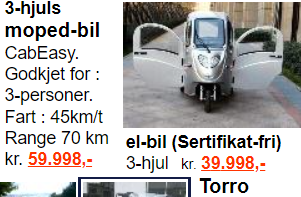 3-hjuls
moped-bil
CabEasy.
Godkjet for :
3-personer.
Fart : 45km/t
Range 70 km
kr. 59.998,-
el-bil (Sertifikat-fri)
3-hjul kr. 39.998,-
Torro